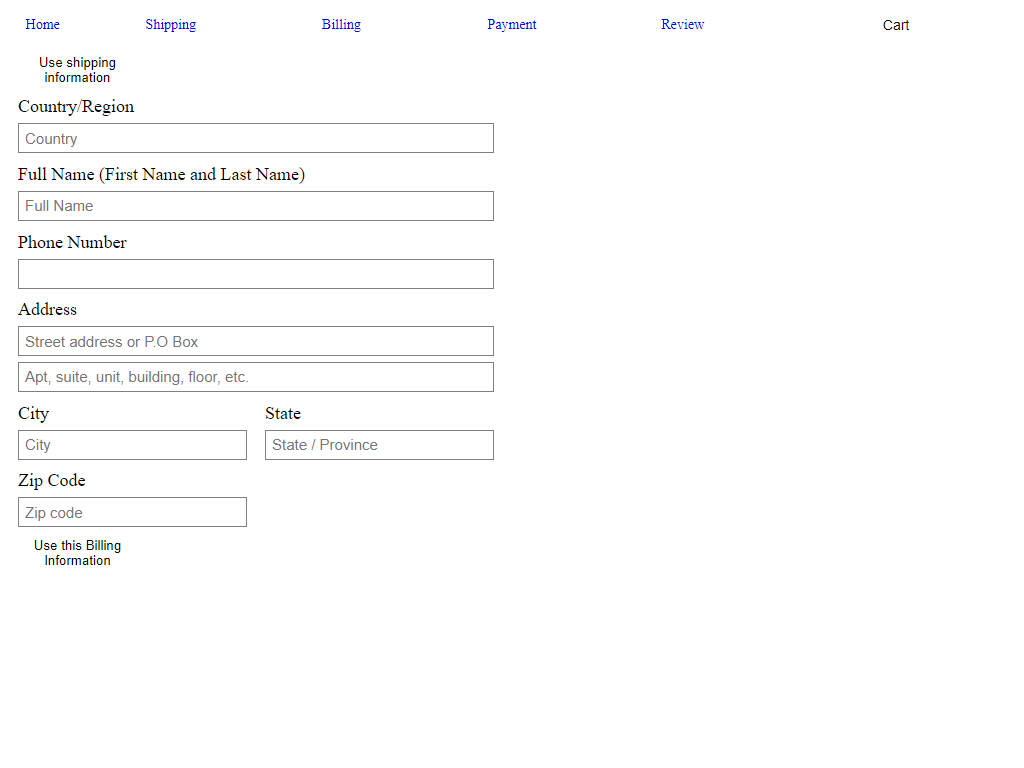 Home Shipping Billing Payment Review Cart
Use shipping
information
Country/Region
Country
Full Name (First Name and Last Name)
Full Name
Phone Number
Address
Street address or P.O Box
Apt, suite, unit, building, floor, etc.
City State
City State / Province
Zip Code
Zip code
Use this Billing
Information